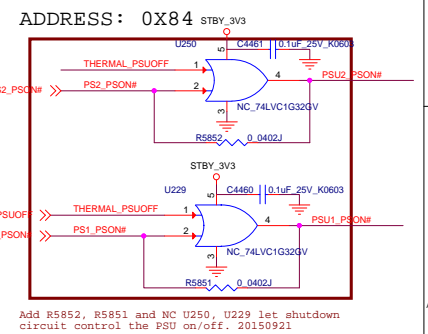 ADDRESS: 0X84
STBY_3V3
U250
C4461
0.1uF_25V_K0603
5
THERMAL_PSUOFF
1
4
PSU2_PSON#
PS2_PSON#
2
3
NC_74LVC1G32GV
R5852
0_0402J
STBY_3V3
U229
C4460
0.1uF_25V_K0603
5
PSUOFF
THERMAL_PSUOFF
1
4
PSU1_PSON#
PSON#
PS1_PSON#
2
3
NC_74LVC1G32GV
R5851
0_0402J
Add R5852, R5851 and NC U250, U229 let shutdown
circuit control the PSU on/off. 20150921